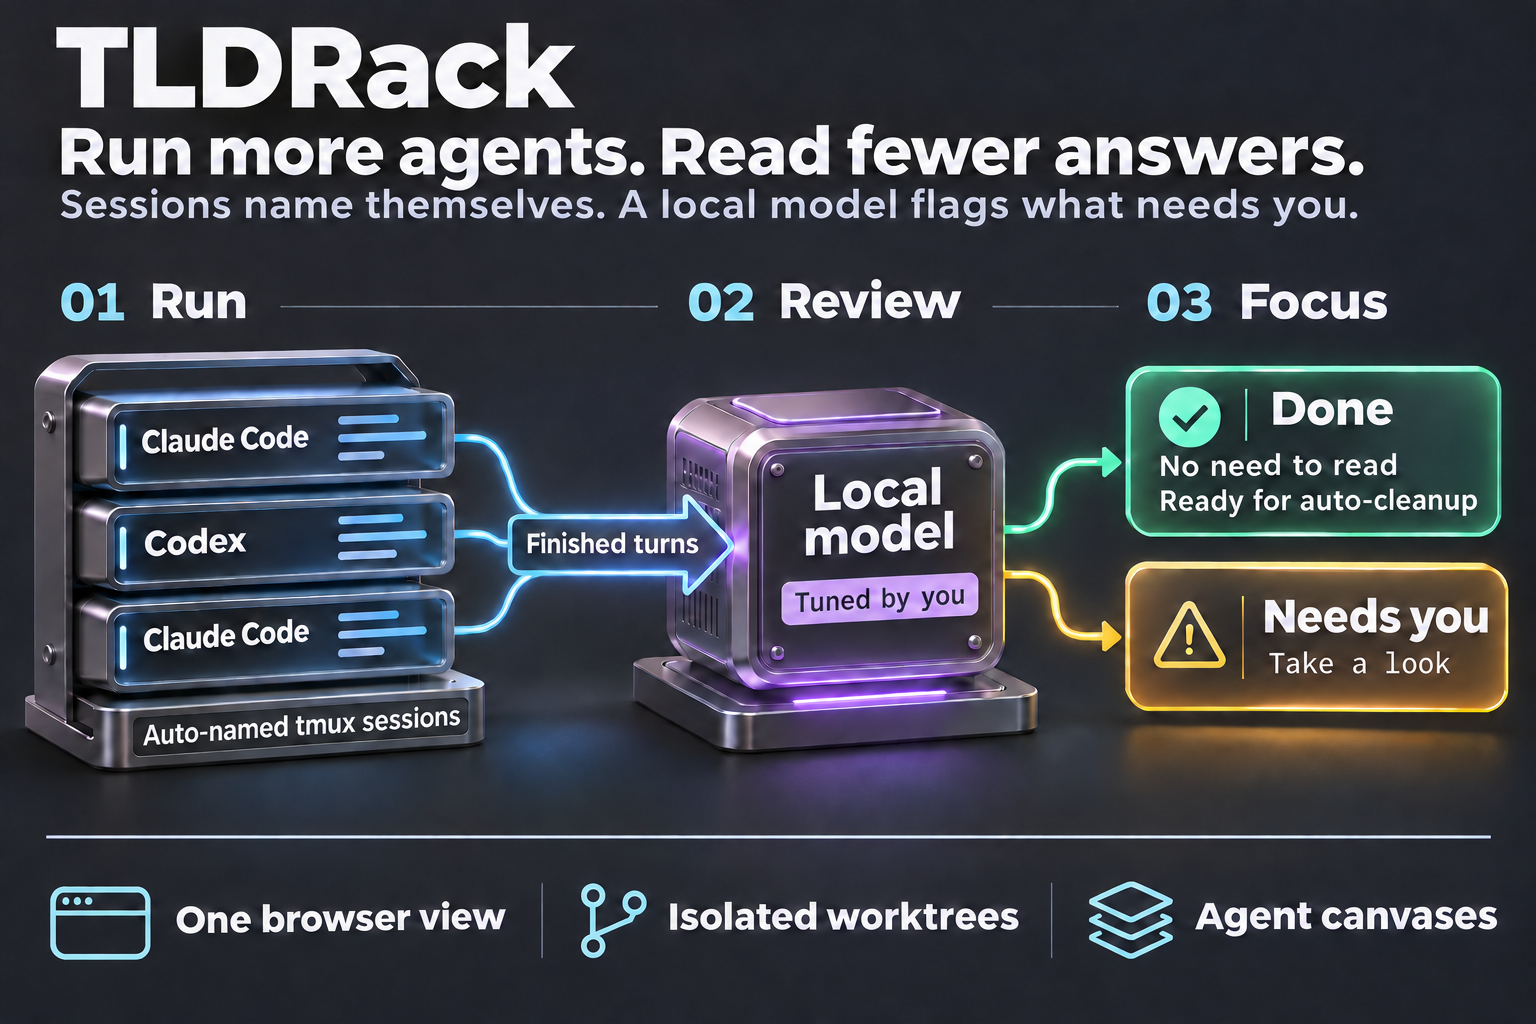 TLDRack
Run more agents. Read fewer answers.
Sessions name themselves. A local model flags what needs you.
01 Run
02 Review
03 Focus
Claude Code
Codex
Claude Code
Auto-named tmux sessions
Finished turns
Local
model
Tuned by you
Done
No need to read
Ready for auto-cleanup
Needs you
Take a look
One browser view
Isolated worktrees
Agent canvases